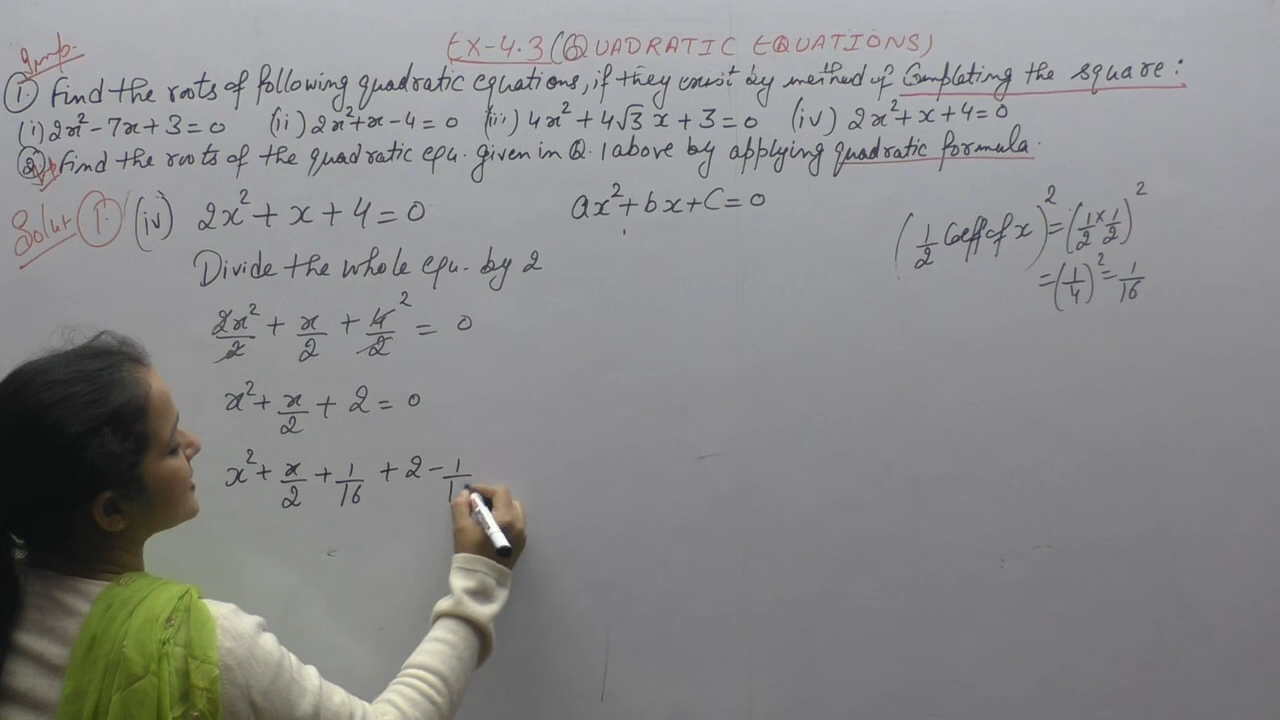 EX-4.3 (QUADRATIC EQUATIONS)
Imp.
① Find the roots of following quadratic equations, if they exist by method of Completing the square:
(i) 2x²-7x+3=0 (ii) 2x²+x-4=0 (iii) 4x²+4√3 x+3=0 (iv) 2x²+x+4=0
② Find the roots of the quadratic equ. given in Q.1 above by applying quadratic formula.
Solut ① (iv) 2x²+x+4=0 ax²+bx+C=0
(1/2 Coeff of x)² = (1/2 × 1/2)²
= (1/4)² = 1/16
Divide the whole equ. by 2
2x²/2 + x/2 + 4/2 ² = 0
x² + x/2 + 2 = 0
x² + x/2 + 1/16 + 2 - 1/1